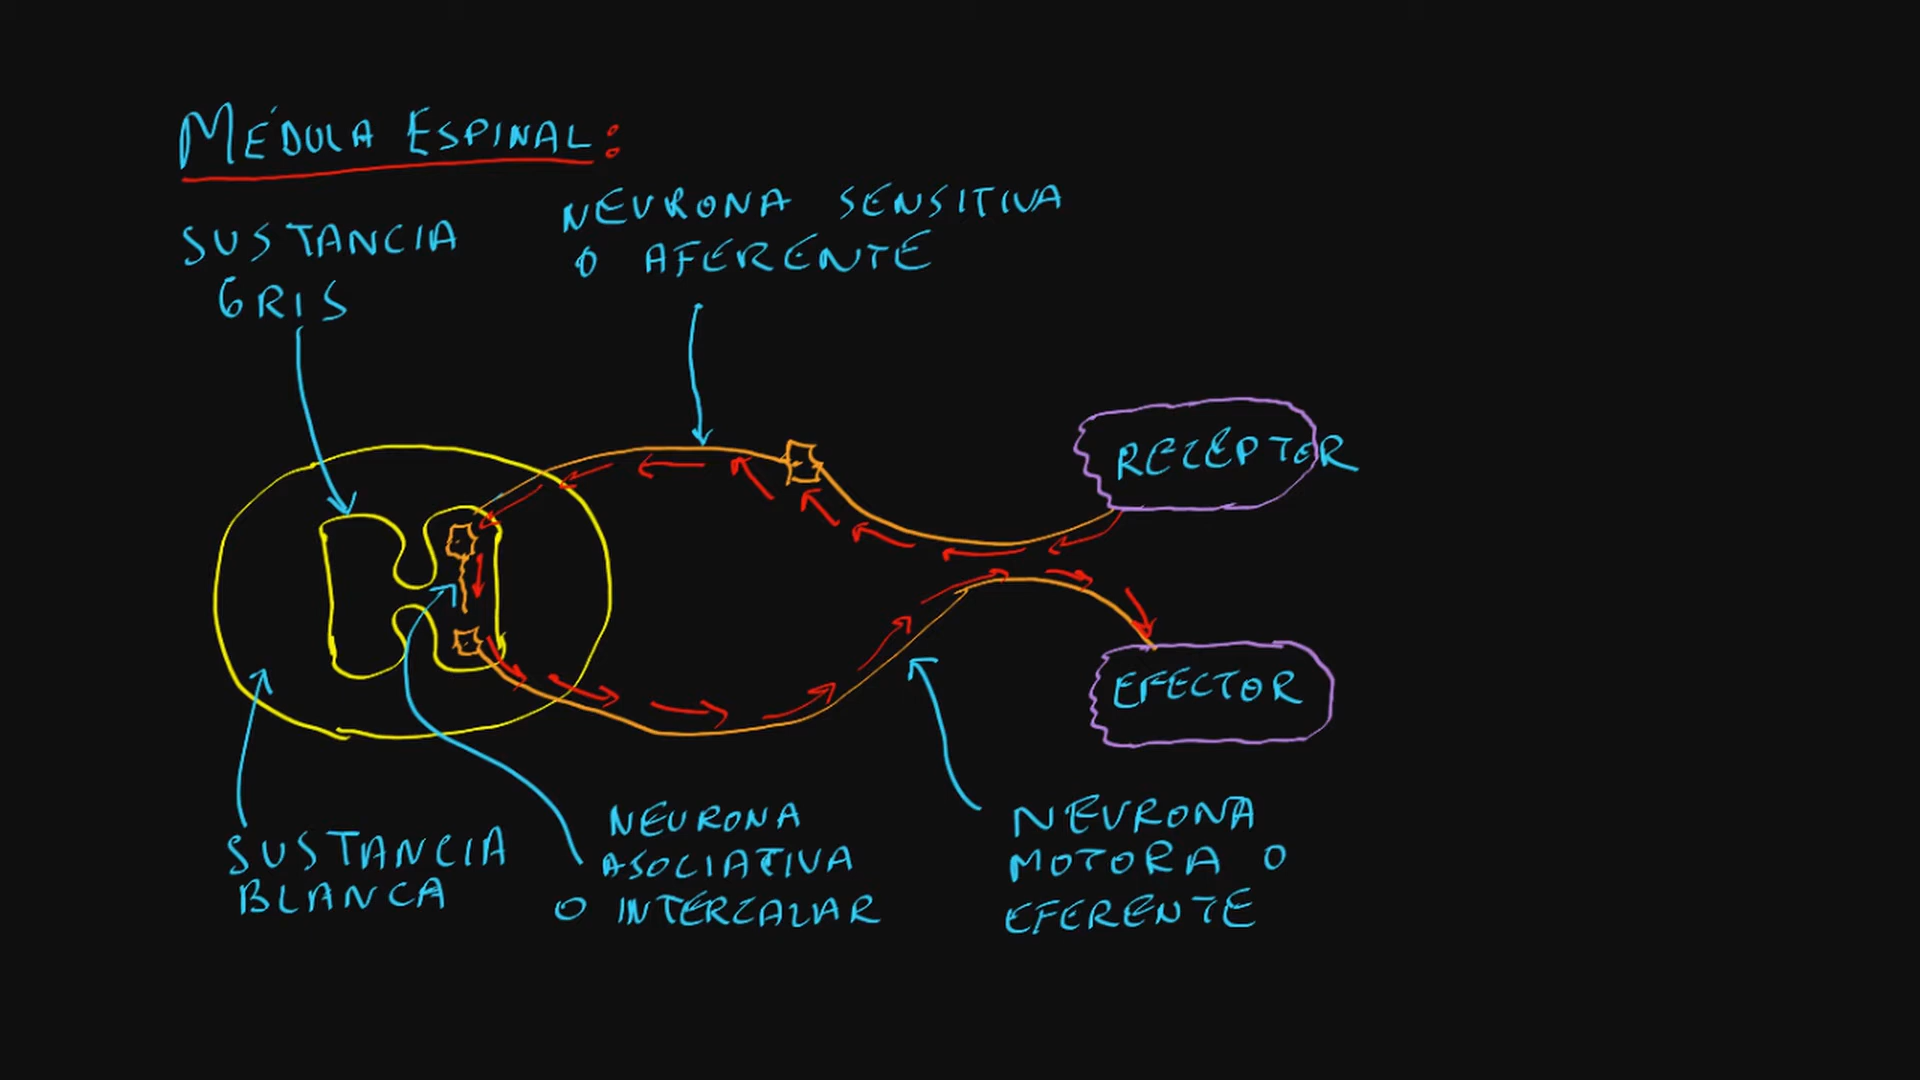 MÉDULA ESPINAL:
SUSTANCIA
GRIS
NEURONA SENSITIVA
O AFERENTE
RECEPTOR
EFECTOR
SUSTANCIA
BLANCA
NEURONA
ASOCIATIVA
O INTERCALAR
NEURONA
MOTORA O
EFERENTE